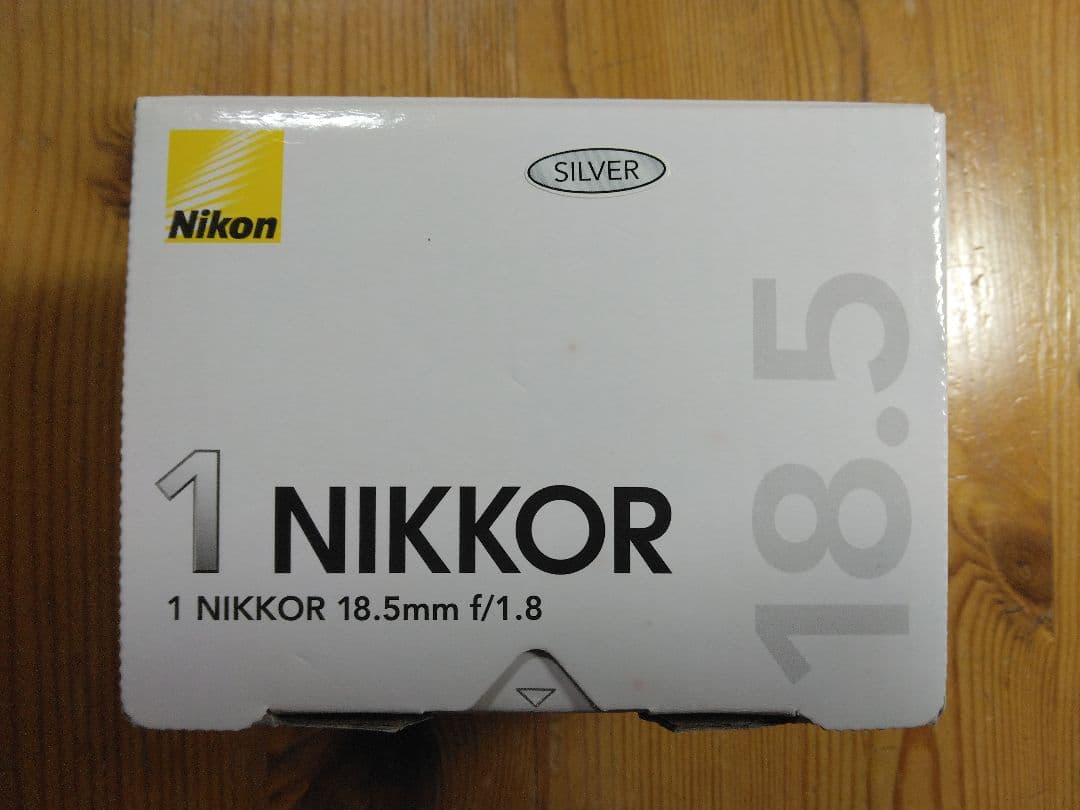 Nikon
SILVER
18.5
1 NIKKOR
1 NIKKOR 18.5mm f/1.8